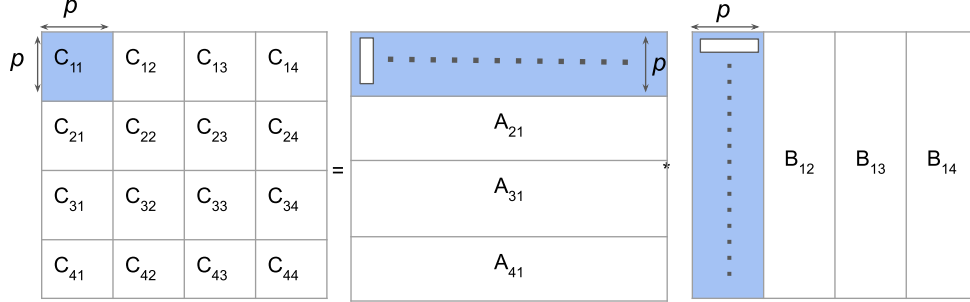 p p
p C₁₁ C₁₂ C₁₃ C₁₄ p
C₂₁ C₂₂ C₂₃ C₂₄ A₂₁
= * B₁₂ B₁₃ B₁₄
C₃₁ C₃₂ C₃₃ C₃₄ A₃₁
C₄₁ C₄₂ C₄₃ C₄₄ A₄₁